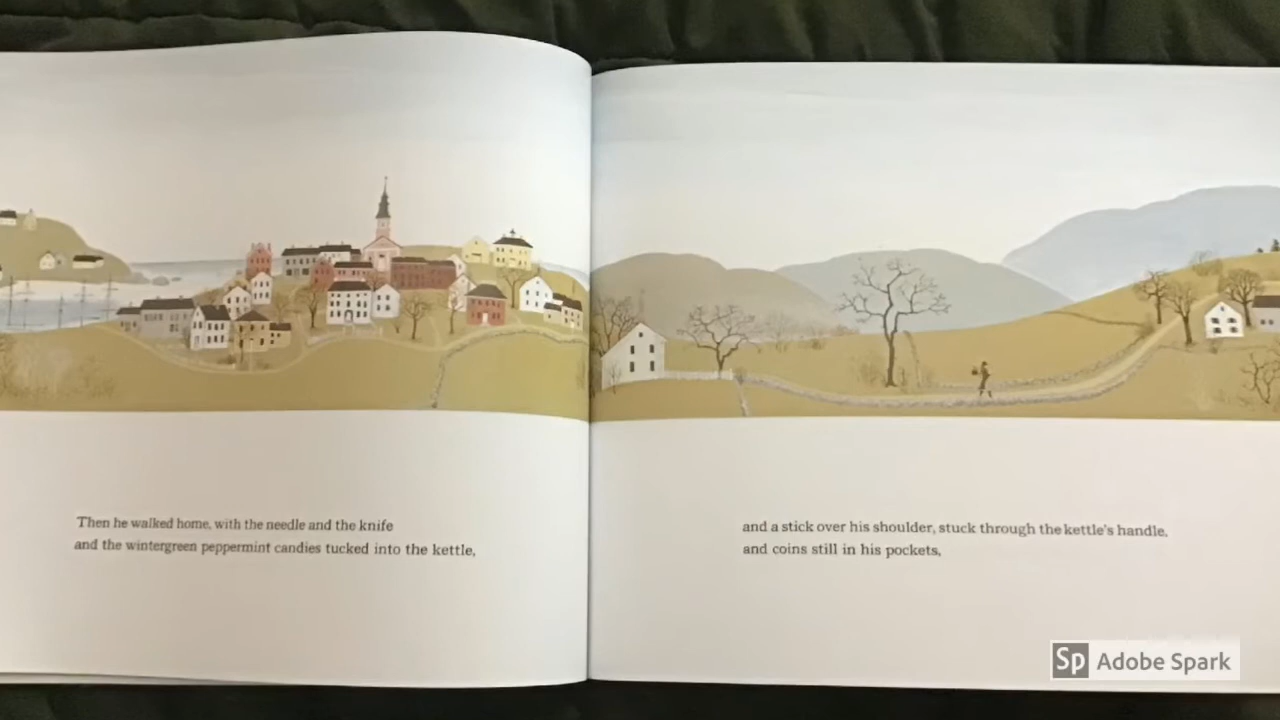 Then he walked home, with the needle and the knife
and the wintergreen peppermint candies tucked into the kettle,
and a stick over his shoulder, stuck through the kettle's handle,
and coins still in his pockets,
Sp Adobe Spark